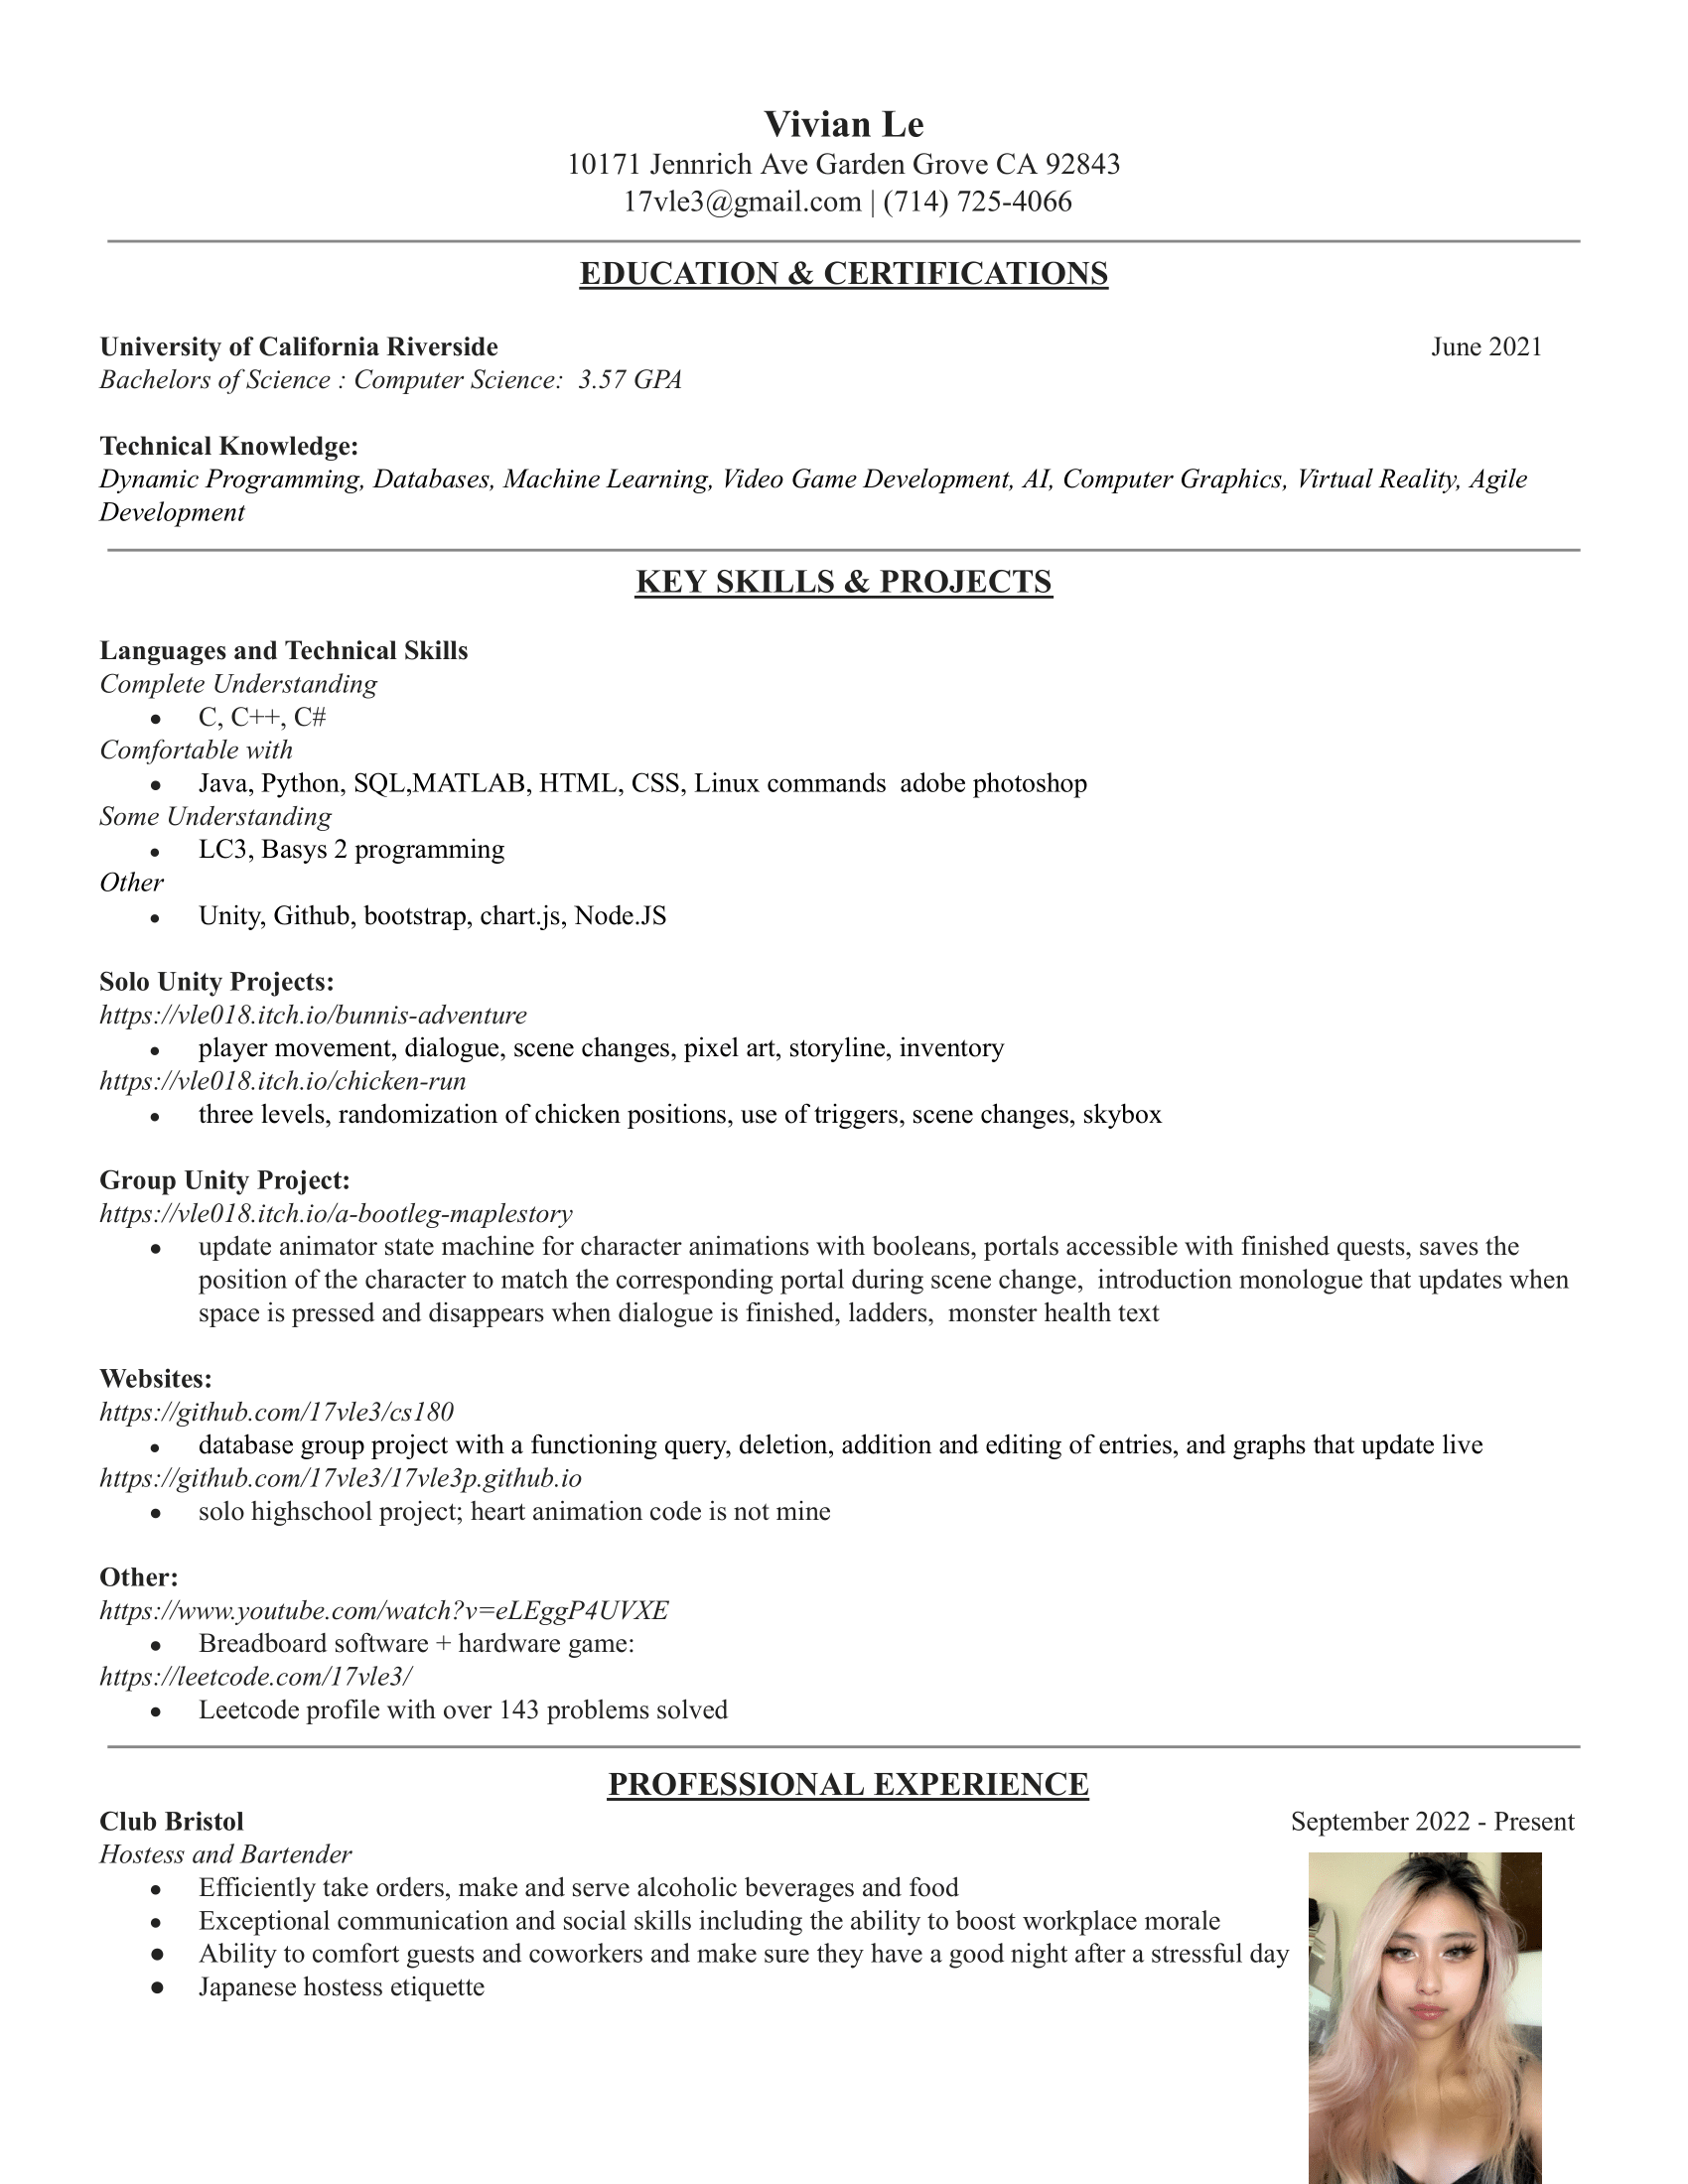 Vivian Le
10171 Jennrich Ave Garden Grove CA 92843
17vle3@gmail.com | (714) 725-4066
EDUCATION & CERTIFICATIONS
University of California Riverside June 2021
Bachelors of Science : Computer Science:  3.57 GPA
Technical Knowledge:
Dynamic Programming, Databases, Machine Learning, Video Game Development, AI, Computer Graphics, Virtual Reality, Agile
Development
KEY SKILLS & PROJECTS
Languages and Technical Skills
Complete Understanding
● C, C++, C#
Comfortable with
● Java, Python, SQL,MATLAB, HTML, CSS, Linux commands  adobe photoshop
Some Understanding
● LC3, Basys 2 programming
Other
● Unity, Github, bootstrap, chart.js, Node.JS
Solo Unity Projects:
https://vle018.itch.io/bunnis-adventure
● player movement, dialogue, scene changes, pixel art, storyline, inventory
https://vle018.itch.io/chicken-run
● three levels, randomization of chicken positions, use of triggers, scene changes, skybox
Group Unity Project:
https://vle018.itch.io/a-bootleg-maplestory
● update animator state machine for character animations with booleans, portals accessible with finished quests, saves the
position of the character to match the corresponding portal during scene change,  introduction monologue that updates when
space is pressed and disappears when dialogue is finished, ladders,  monster health text
Websites:
https://github.com/17vle3/cs180
● database group project with a functioning query, deletion, addition and editing of entries, and graphs that update live
https://github.com/17vle3/17vle3p.github.io
● solo highschool project; heart animation code is not mine
Other:
https://www.youtube.com/watch?v=eLEggP4UVXE
● Breadboard software + hardware game:
https://leetcode.com/17vle3/
● Leetcode profile with over 143 problems solved
PROFESSIONAL EXPERIENCE
Club Bristol September 2022 - Present
Hostess and Bartender
● Efficiently take orders, make and serve alcoholic beverages and food
● Exceptional communication and social skills including the ability to boost workplace morale
● Ability to comfort guests and coworkers and make sure they have a good night after a stressful day
● Japanese hostess etiquette